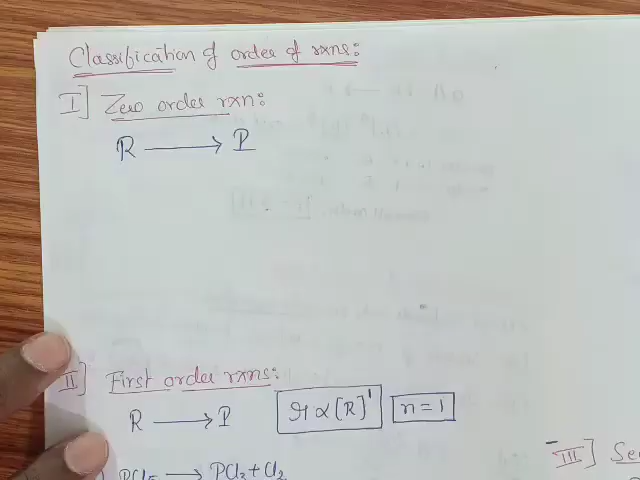 Classification of order of rxns:
I] Zero order rxn:
R ⟶ P
II] First order rxns:
R ⟶ P r ∝ [R]¹ n = 1
PCl₅ ⟶ PCl₃ + Cl₂
III] Se